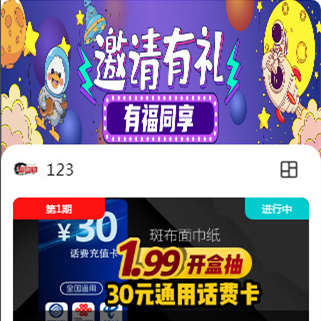 邀请有礼
有福同享
123
第1期
进行中
¥30
话费充值卡
斑布面巾纸
全国通用
1.99开盒抽
30元通用话费卡